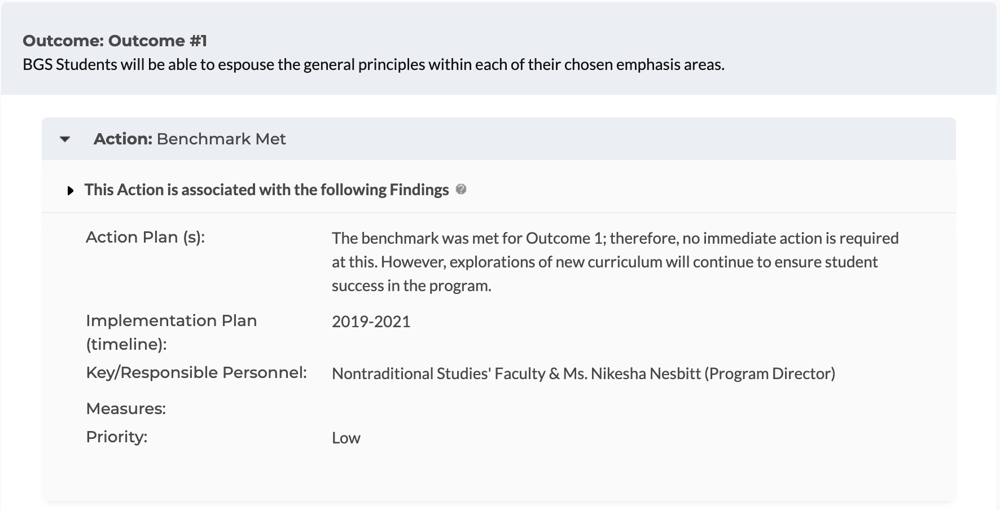 Outcome: Outcome #1
BGS Students will be able to espouse the general principles within each of their chosen emphasis areas.
Action: Benchmark Met
This Action is associated with the following Findings ?
Action Plan (s):
The benchmark was met for Outcome 1; therefore, no immediate action is required
at this. However, explorations of new curriculum will continue to ensure student
success in the program.
Implementation Plan
(timeline):
2019-2021
Key/Responsible Personnel:
Nontraditional Studies' Faculty & Ms. Nikesha Nesbitt (Program Director)
Measures:
Priority:
Low